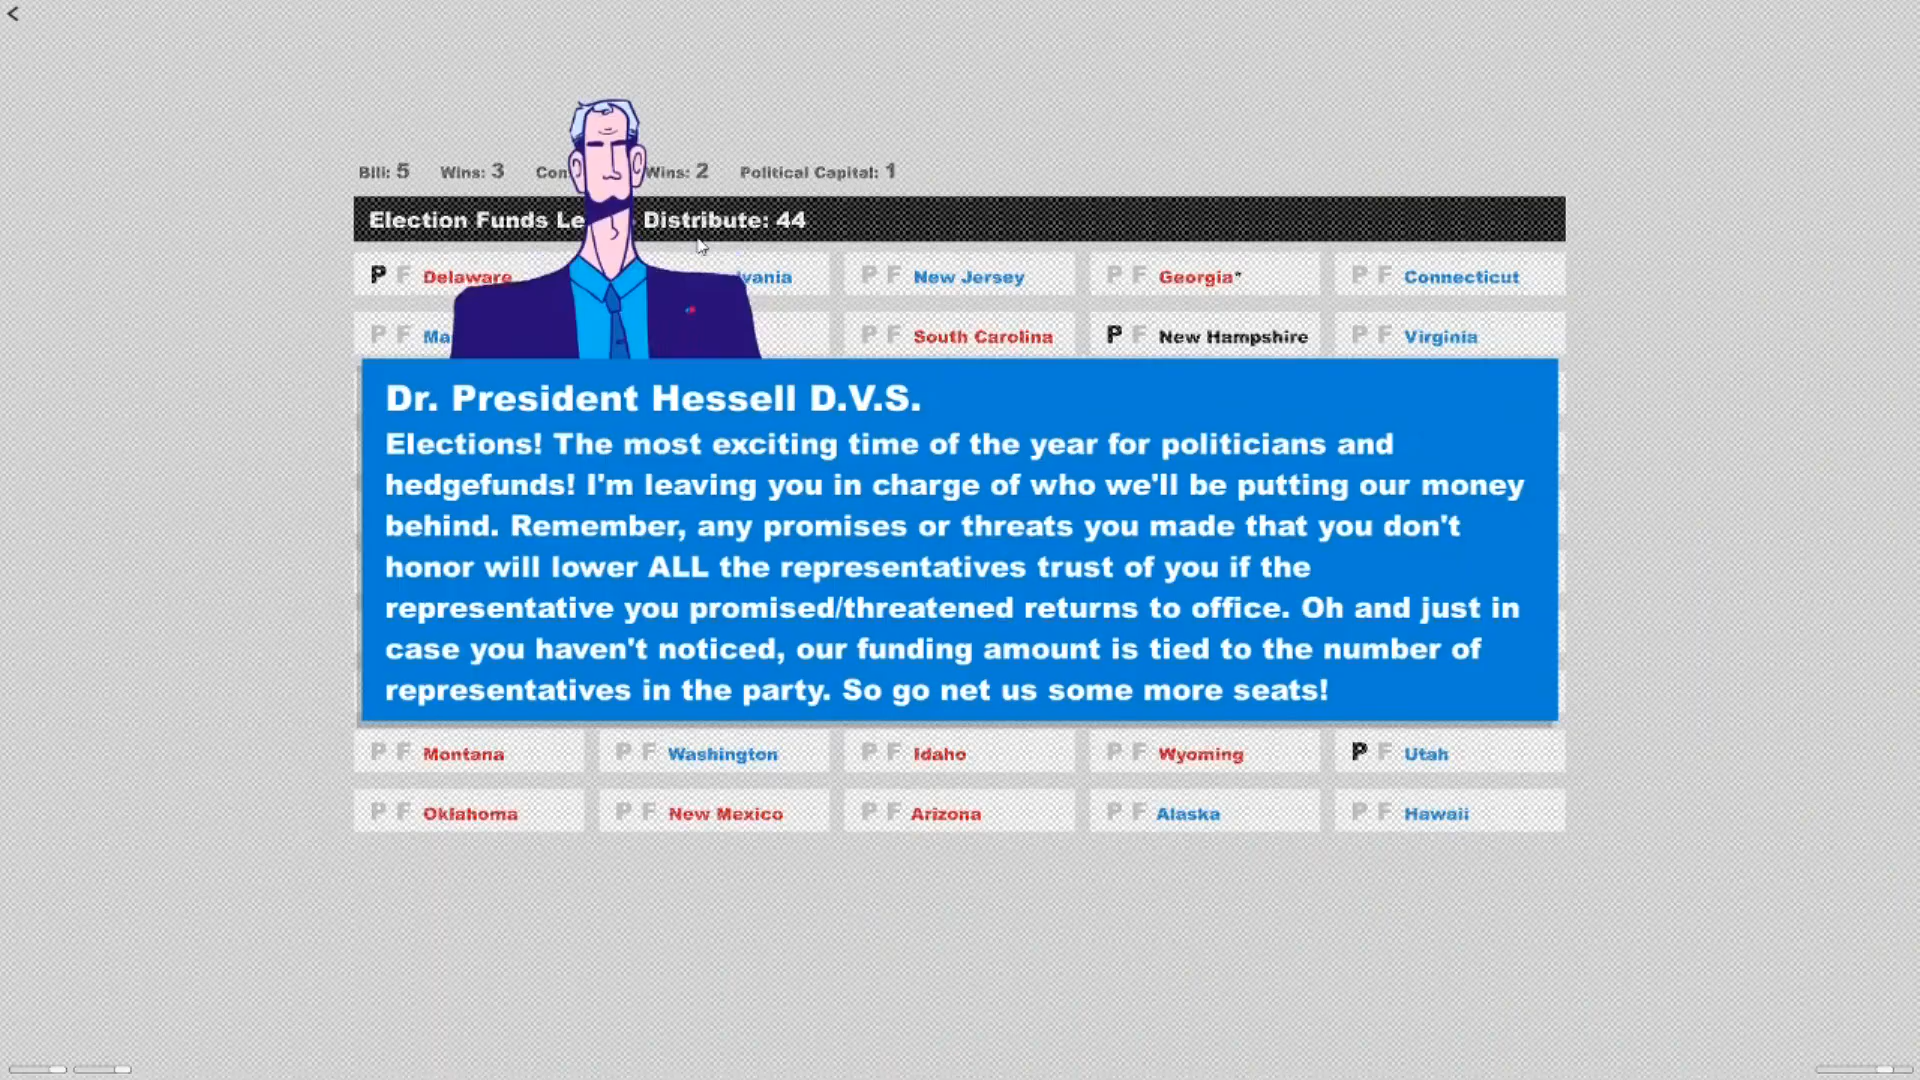 <
Bill: 5 Wins: 3 Con Wins: 2 Political Capital: 1
Election Funds Le Distribute: 44
P F Delaware vania P F New Jersey P F Georgia* P F Connecticut
P F Ma P F South Carolina P F New Hampshire P F Virginia
Dr. President Hessell D.V.S.
Elections! The most exciting time of the year for politicians and
hedgefunds! I'm leaving you in charge of who we'll be putting our money
behind. Remember, any promises or threats you made that you don't
honor will lower ALL the representatives trust of you if the
representative you promised/threatened returns to office. Oh and just in
case you haven't noticed, our funding amount is tied to the number of
representatives in the party. So go net us some more seats!
P F Montana P F Washington P F Idaho P F Wyoming P F Utah
P F Oklahoma P F New Mexico P F Arizona P F Alaska P F Hawaii